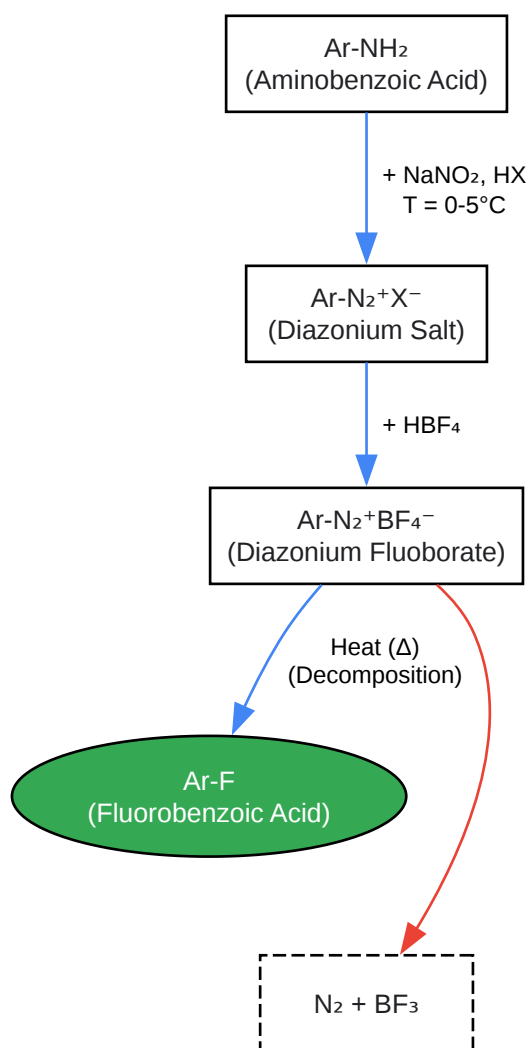 Ar-NH₂
(Aminobenzoic Acid)
+ NaNO₂, HX
T = 0-5°C
Ar-N₂⁺X⁻
(Diazonium Salt)
+ HBF₄
Ar-N₂⁺BF₄⁻
(Diazonium Fluoborate)
Heat (Δ)
(Decomposition)
Ar-F
(Fluorobenzoic Acid)
N₂ + BF₃